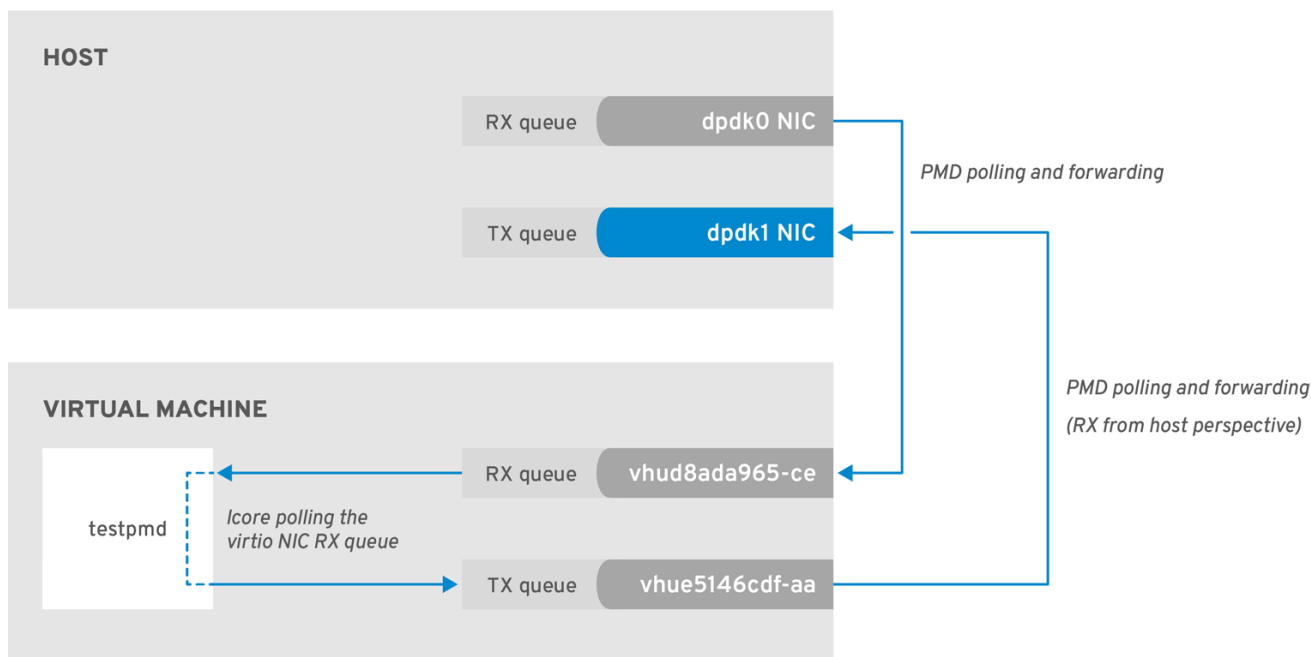 HOST
RX queue
dpdk0 NIC
PMD polling and forwarding
TX queue
dpdk1 NIC
PMD polling and forwarding
(RX from host perspective)
VIRTUAL MACHINE
RX queue
vhud8ada965-ce
testpmd
lcore polling the
virtio NIC RX queue
TX queue
vhue5146cdf-aa